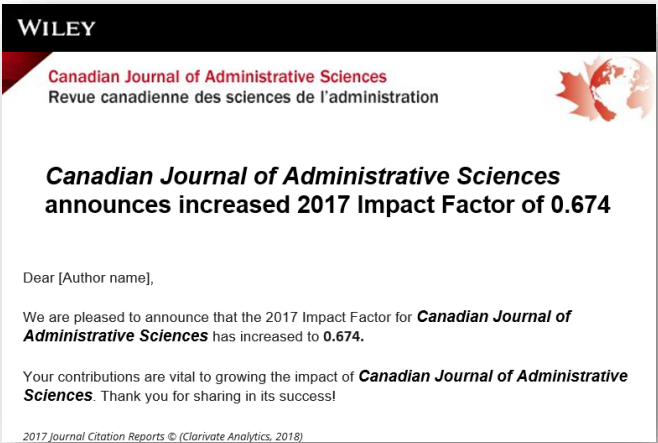 WILEY
Canadian Journal of Administrative Sciences
Revue canadienne des sciences de l'administration
Canadian Journal of Administrative Sciences
announces increased 2017 Impact Factor of 0.674
Dear [Author name],
We are pleased to announce that the 2017 Impact Factor for Canadian Journal of
Administrative Sciences has increased to 0.674.
Your contributions are vital to growing the impact of Canadian Journal of Administrative
Sciences. Thank you for sharing in its success!
2017 Journal Citation Reports © (Clarivate Analytics, 2018)